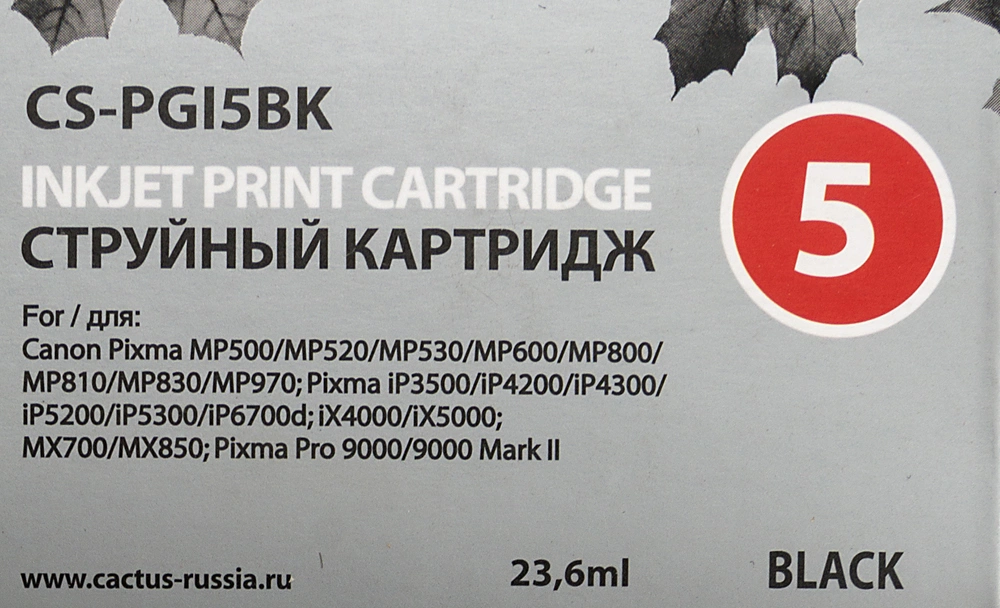 CS-PGI5BK
INKJET PRINT CARTRIDGE
СТРУЙНЫЙ КАРТРИДЖ
5
For / для:
Canon Pixma MP500/MP520/MP530/MP600/MP800/
MP810/MP830/MP970; Pixma iP3500/iP4200/iP4300/
iP5200/iP5300/iP6700d; iX4000/iX5000;
MX700/MX850; Pixma Pro 9000/9000 Mark II
www.cactus-russia.ru
23,6ml
BLACK